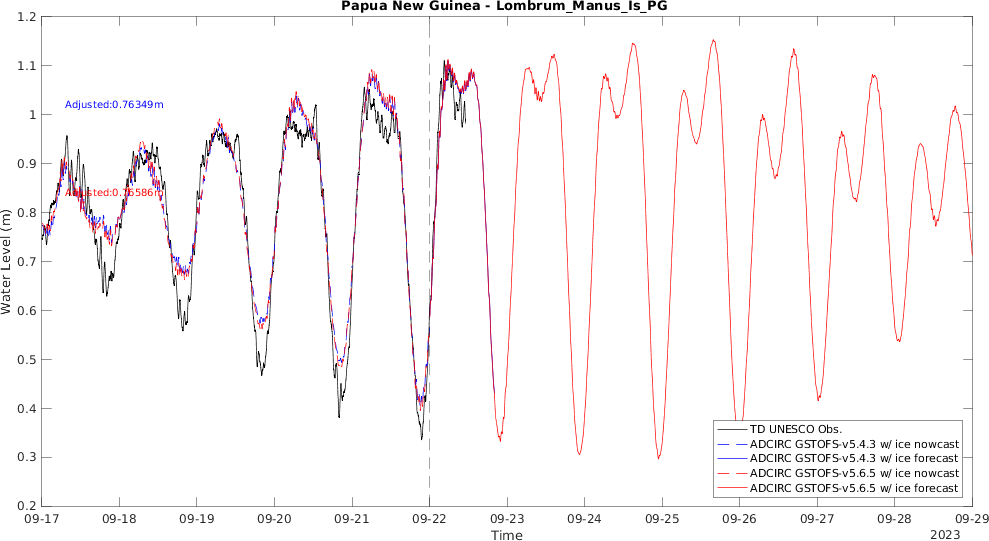 Papua New Guinea - Lombrum_Manus_Is_PG
1.2
1.1
1
0.9
0.8
0.7
0.6
0.5
0.4
0.3
0.2
Water Level (m)
Adjusted:0.76349m
Adjusted:0.75586m
TD UNESCO Obs.
ADCIRC GSTOFS-v5.4.3 w/ ice nowcast
ADCIRC GSTOFS-v5.4.3 w/ ice forecast
ADCIRC GSTOFS-v5.6.5 w/ ice nowcast
ADCIRC GSTOFS-v5.6.5 w/ ice forecast
09-17 09-18 09-19 09-20 09-21 09-22 09-23 09-24 09-25 09-26 09-27 09-28 09-29
Time
2023